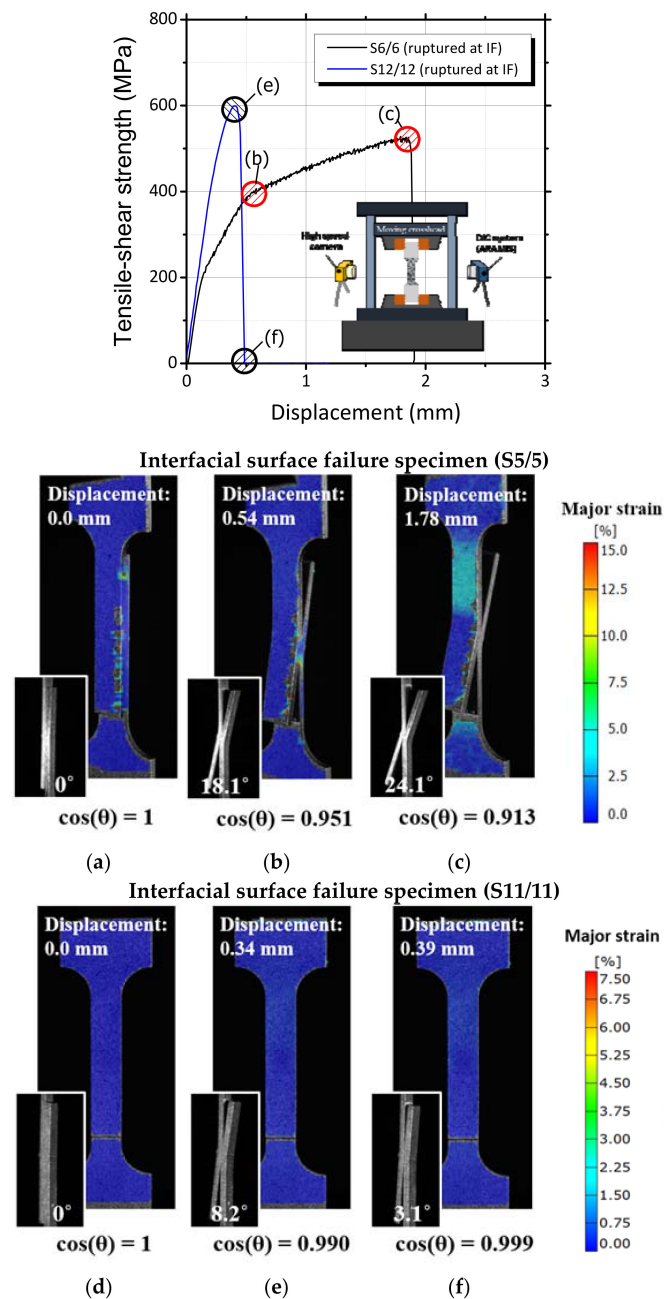 800
600
400
200
0
Tensile-shear strength (MPa)
S6/6 (ruptured at IF)
S12/12 (ruptured at IF)
(e)
(c)
(b)
(f)
Moving crosshead
High speed
camera
DIC system
(ARAMIS)
0 1 2 3
Displacement (mm)
Interfacial surface failure specimen (S5/5)
Displacement:
0.0 mm
0°
Displacement:
0.54 mm
18.1°
Displacement:
1.78 mm
24.1°
Major strain
[%]
15.0
12.5
10.0
7.5
5.0
2.5
0.0
cos(θ) = 1 cos(θ) = 0.951 cos(θ) = 0.913
(a) (b) (c)
Interfacial surface failure specimen (S11/11)
Displacement:
0.0 mm
0°
Displacement:
0.34 mm
8.2°
Displacement:
0.39 mm
3.1°
Major strain
[%]
7.50
6.75
6.00
5.25
4.50
3.75
3.00
2.25
1.50
0.75
0.00
cos(θ) = 1 cos(θ) = 0.990 cos(θ) = 0.999
(d) (e) (f)